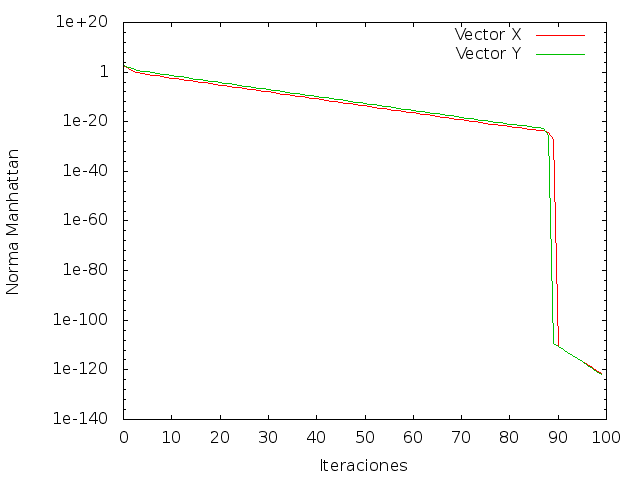 1e+20
Vector X
Vector Y
1
1e-20
1e-40
Norma Manhattan
1e-60
1e-80
1e-100
1e-120
1e-140
0 10 20 30 40 50 60 70 80 90 100
Iteraciones